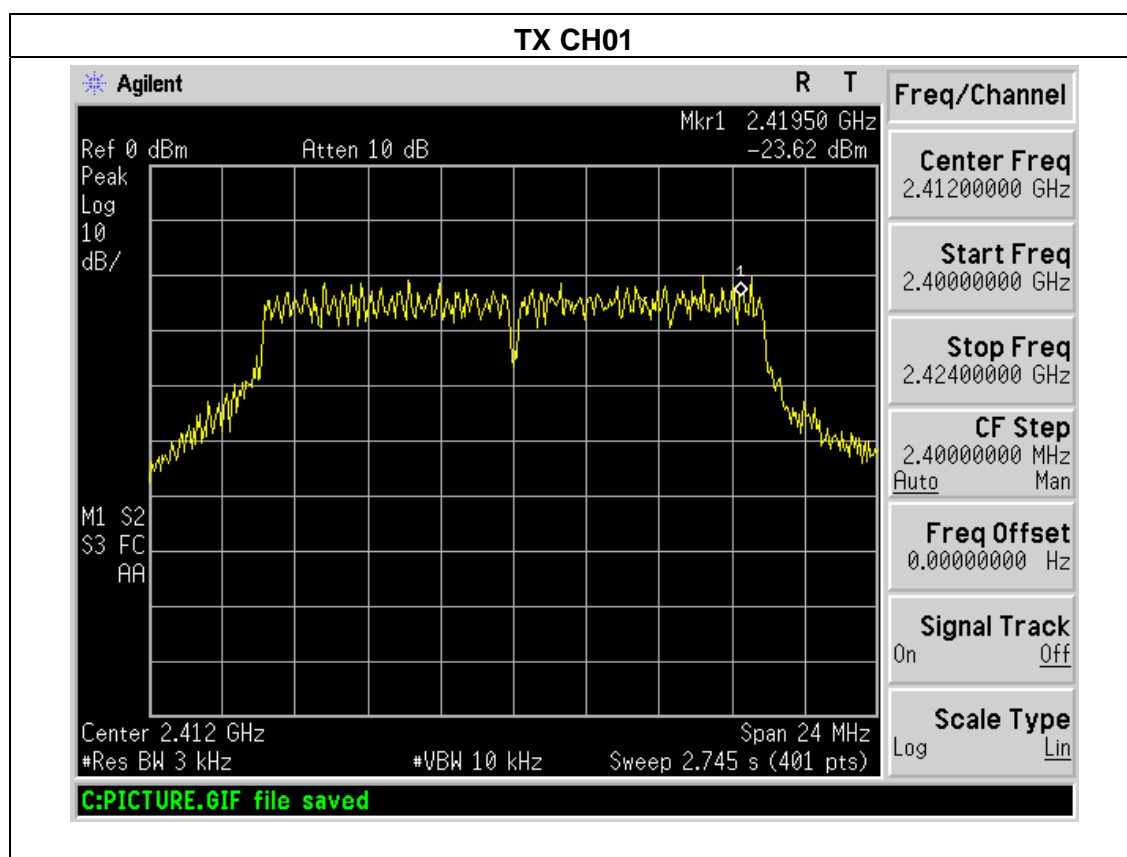 TX CH01
Agilent R T
Mkr1 2.41950 GHz
Ref 0 dBm Atten 10 dB -23.62 dBm
Peak
Log
10
dB/
1
M1 S2
S3 FC
AA
Center 2.412 GHz Span 24 MHz
#Res BW 3 kHz #VBW 10 kHz Sweep 2.745 s (401 pts)
C:PICTURE.GIF file saved
Freq/Channel
Center Freq
2.41200000 GHz
Start Freq
2.40000000 GHz
Stop Freq
2.42400000 GHz
CF Step
2.40000000 MHz
Auto Man
Freq Offset
0.00000000 Hz
Signal Track
On Off
Scale Type
Log Lin